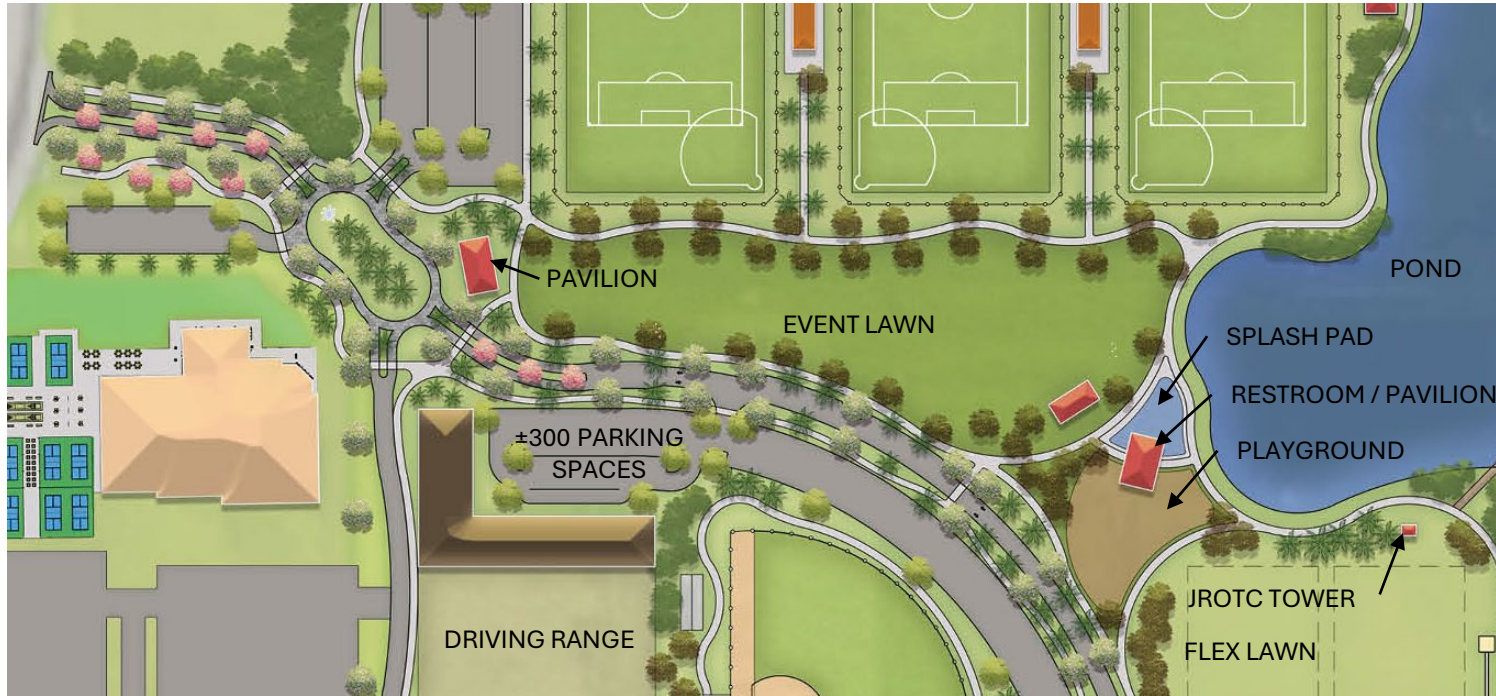 PAVILION
POND
EVENT LAWN
SPLASH PAD
RESTROOM / PAVILION
±300 PARKING
SPACES
PLAYGROUND
JROTC TOWER
DRIVING RANGE
FLEX LAWN